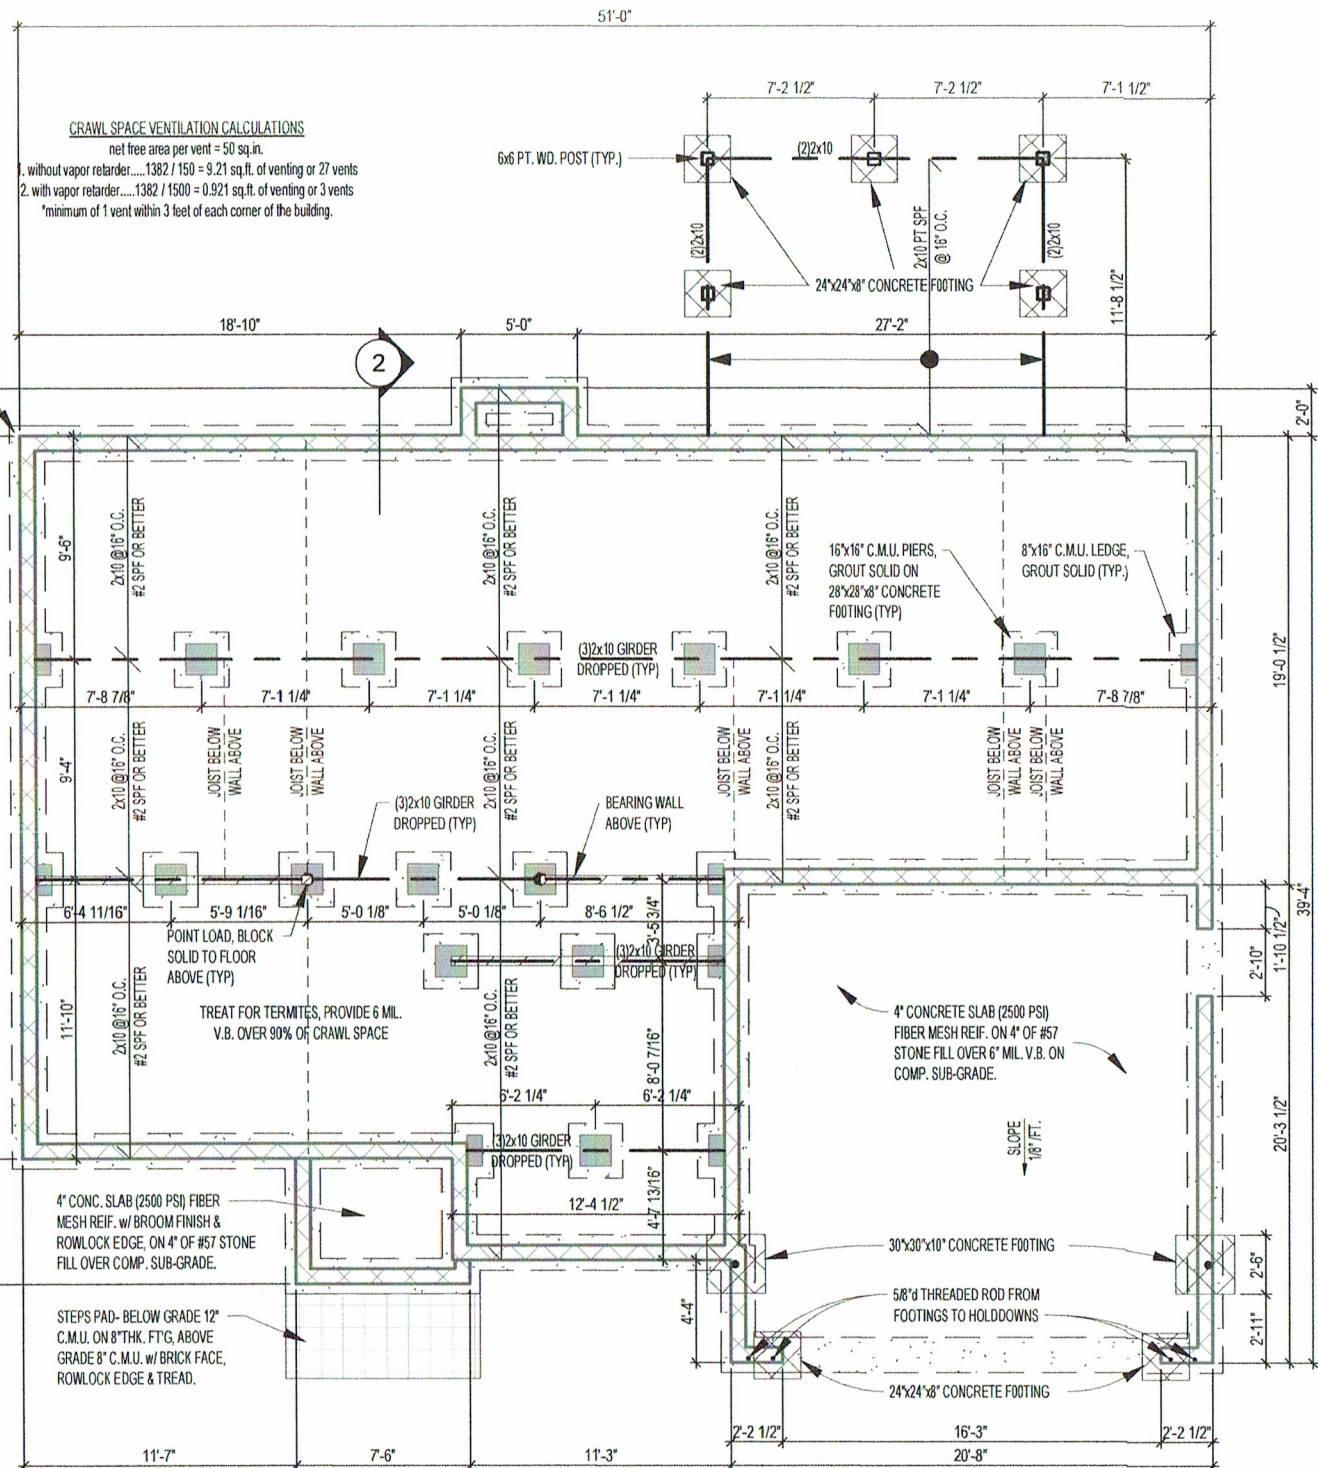 51'-0"
7'-2 1/2"
7'-2 1/2"
7'-1 1/2"
CRAWL SPACE VENTILATION CALCULATIONS
net free area per vent = 50 sq.in.
1. without vapor retarder.....1382 / 150 = 9.21 sq.ft. of venting or 27 vents
2. with vapor retarder.....1382 / 1500 = 0.921 sq.ft. of venting or 3 vents
*minimum of 1 vent within 3 feet of each corner of the building.
6x6 PT. WD. POST (TYP.)
(2)2x10
(2)2x10
2x10 PT SPF
@ 16" O.C.
(2)2x10
24"x24"x8" CONCRETE FOOTING
11'-8 1/2"
18'-10"
5'-0"
27'-2"
2
2'-0"
9'-6"
2x10 @16" O.C.
#2 SPF OR BETTER
2x10 @16" O.C.
#2 SPF OR BETTER
2x10 @16" O.C.
#2 SPF OR BETTER
16"x16" C.M.U. PIERS,
GROUT SOLID ON
28"x28"x8" CONCRETE
FOOTING (TYP)
8"x16" C.M.U. LEDGE,
GROUT SOLID (TYP.)
(3)2x10 GIRDER
DROPPED (TYP)
19'-0 1/2"
7'-8 7/8"
7'-1 1/4"
7'-1 1/4"
7'-1 1/4"
7'-1 1/4"
7'-1 1/4"
7'-8 7/8"
9'-4"
2x10 @16" O.C.
#2 SPF OR BETTER
JOIST BELOW
WALL ABOVE
JOIST BELOW
WALL ABOVE
2x10 @16" O.C.
#2 SPF OR BETTER
JOIST BELOW
WALL ABOVE
2x10 @16" O.C.
#2 SPF OR BETTER
JOIST BELOW
WALL ABOVE
JOIST BELOW
WALL ABOVE
(3)2x10 GIRDER
DROPPED (TYP)
BEARING WALL
ABOVE (TYP)
39'-4"
6'-4 11/16"
5'-9 1/16"
5'-0 1/8"
5'-0 1/8"
8'-6 1/2"
3'-5 3/4"
1'-10 1/2"
POINT LOAD, BLOCK
SOLID TO FLOOR
ABOVE (TYP)
(3)2x10 GIRDER
DROPPED (TYP)
2'-10"
11'-10"
2x10 @16" O.C.
#2 SPF OR BETTER
TREAT FOR TERMITES, PROVIDE 6 MIL.
V.B. OVER 90% OF CRAWL SPACE
2x10 @16" O.C.
#2 SPF OR BETTER
8'-0 7/16"
4" CONCRETE SLAB (2500 PSI)
FIBER MESH REIF. ON 4" OF #57
STONE FILL OVER 6" MIL. V.B. ON
COMP. SUB-GRADE.
6'-2 1/4"
6'-2 1/4"
20'-3 1/2"
SLOPE
1/8" /FT.
(3)2x10 GIRDER
DROPPED (TYP)
4'-7 13/16"
12'-4 1/2"
4" CONC. SLAB (2500 PSI) FIBER
MESH REIF. w/ BROOM FINISH &
ROWLOCK EDGE, ON 4" OF #57 STONE
FILL OVER COMP. SUB-GRADE.
30"x30"x10" CONCRETE FOOTING
2'-6"
5/8"d THREADED ROD FROM
FOOTINGS TO HOLDDOWNS
4'-4"
2'-11"
STEPS PAD- BELOW GRADE 12"
C.M.U. ON 8"THK. FT'G, ABOVE
GRADE 8" C.M.U. w/ BRICK FACE,
ROWLOCK EDGE & TREAD.
24"x24"x8" CONCRETE FOOTING
2'-2 1/2"
16'-3"
2'-2 1/2"
11'-7"
7'-6"
11'-3"
20'-8"